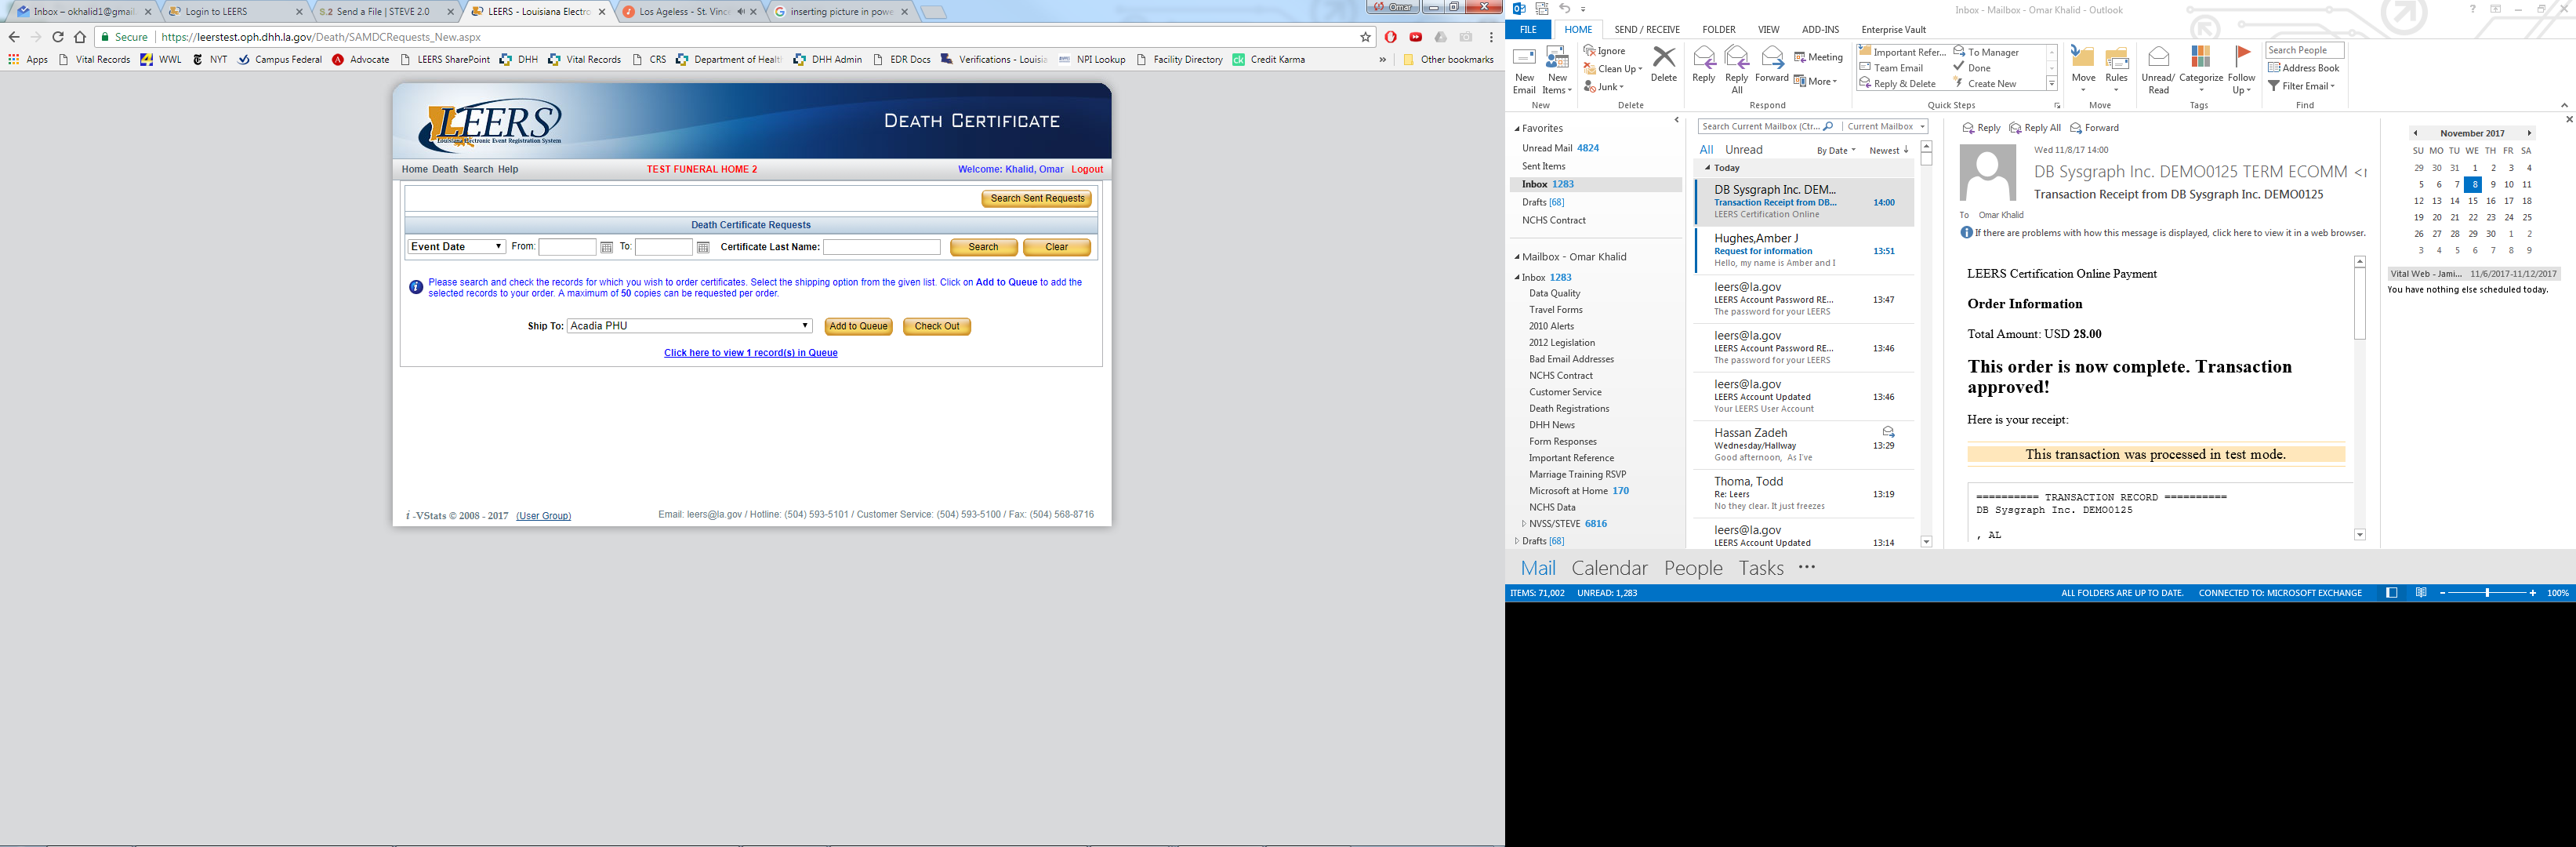 Inbox – okhalid1@gmail.
Login to LEERS
S.2 Send a File | STEVE 2.0
LEERS - Louisiana Electro
Los Ageless - St. Vince
inserting picture in powe
Omar
Secure https://leerstest.oph.dhh.la.gov/Death/SAMDCRequests_New.aspx
Apps Vital Records WWL NYT Campus Federal Advocate LEERS SharePoint DHH Vital Records CRS Department of Healt DHH Admin EDR Docs Verifications - Louisia NPI Lookup Facility Directory Credit Karma » Other bookmarks
LEERS
Louisiana Electronic Event Registration System
DEATH CERTIFICATE
Home Death Search Help TEST FUNERAL HOME 2 Welcome: Khalid, Omar Logout
Search Sent Requests
Death Certificate Requests
Event Date From: To: Certificate Last Name: Search Clear
Please search and check the records for which you wish to order certificates. Select the shipping option from the given list. Click on Add to Queue to add the
selected records to your order. A maximum of 50 copies can be requested per order.
Ship To: Acadia PHU Add to Queue Check Out
Click here to view 1 record(s) in Queue
i -VStats © 2008 - 2017 (User Group) Email: leers@la.gov / Hotline: (504) 593-5101 / Customer Service: (504) 593-5100 / Fax: (504) 568-8716
Inbox - Mailbox - Omar Khalid - Outlook
FILE HOME SEND / RECEIVE FOLDER VIEW ADD-INS Enterprise Vault
New Email
New Items
New
Ignore
Clean Up
Junk
Delete
Delete
Reply
Reply All
Forward
Meeting
More
Respond
Important Refer...
Team Email
Reply & Delete
To Manager
Done
Create New
Quick Steps
Move
Rules
Move
Unread/ Read
Categorize
Follow Up
Tags
Search People
Address Book
Filter Email
Find
Favorites
Unread Mail 4824
Sent Items
Inbox 1283
Drafts [68]
NCHS Contract
Mailbox - Omar Khalid
Inbox 1283
Data Quality
Travel Forms
2010 Alerts
2012 Legislation
Bad Email Addresses
NCHS Contract
Customer Service
Death Registrations
DHH News
Form Responses
Important Reference
Marriage Training RSVP
Microsoft at Home 170
NCHS Data
NVSS/STEVE 6816
Drafts [68]
Search Current Mailbox (Ctr... Current Mailbox
All Unread By Date Newest
Today
DB Sysgraph Inc. DEM...
Transaction Receipt from DB... 14:00
LEERS Certification Online
Hughes,Amber J
Request for information 13:51
Hello, my name is Amber and I
leers@la.gov
LEERS Account Password RE... 13:47
The password for your LEERS
leers@la.gov
LEERS Account Password RE... 13:46
The password for your LEERS
leers@la.gov
LEERS Account Updated 13:46
Your LEERS User Account
Hassan Zadeh
Wednesday/Hallway 13:29
Good afternoon, As I've
Thoma, Todd
Re: Leers 13:19
No they clear. It just freezes
leers@la.gov
LEERS Account Updated 13:14
Reply Reply All Forward
Wed 11/8/17 14:00
DB Sysgraph Inc. DEMO0125 TERM ECOMM <r
Transaction Receipt from DB Sysgraph Inc. DEMO0125
To Omar Khalid
If there are problems with how this message is displayed, click here to view it in a web browser.
LEERS Certification Online Payment
Order Information
Total Amount: USD 28.00
This order is now complete. Transaction
approved!
Here is your receipt:
This transaction was processed in test mode.
========== TRANSACTION RECORD ==========
DB Sysgraph Inc. DEMO0125
, AL
November 2017
SU MO TU WE TH FR SA
29 30 31 1 2 3 4
5 6 7 8 9 10 11
12 13 14 15 16 17 18
19 20 21 22 23 24 25
26 27 28 29 30 1 2
3 4 5 6 7 8 9
Vital Web - Jami... 11/6/2017-11/12/2017
You have nothing else scheduled today.
Mail Calendar People Tasks ···
ITEMS: 71,002 UNREAD: 1,283 ALL FOLDERS ARE UP TO DATE. CONNECTED TO: MICROSOFT EXCHANGE 100%